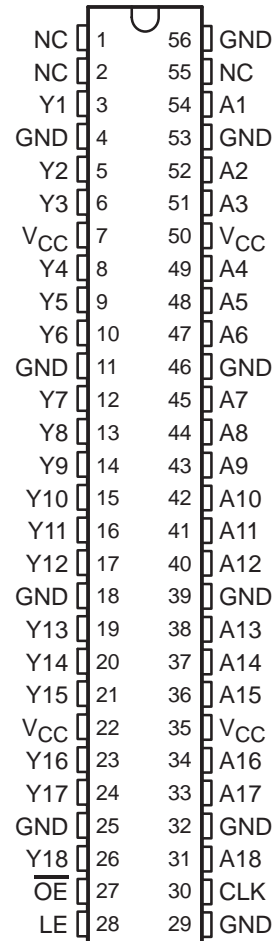 NC 1 56 GND
NC 2 55 NC
Y1 3 54 A1
GND 4 53 GND
Y2 5 52 A2
Y3 6 51 A3
VCC 7 50 VCC
Y4 8 49 A4
Y5 9 48 A5
Y6 10 47 A6
GND 11 46 GND
Y7 12 45 A7
Y8 13 44 A8
Y9 14 43 A9
Y10 15 42 A10
Y11 16 41 A11
Y12 17 40 A12
GND 18 39 GND
Y13 19 38 A13
Y14 20 37 A14
Y15 21 36 A15
VCC 22 35 VCC
Y16 23 34 A16
Y17 24 33 A17
GND 25 32 GND
Y18 26 31 A18
O̅E̅ 27 30 CLK
LE 28 29 GND